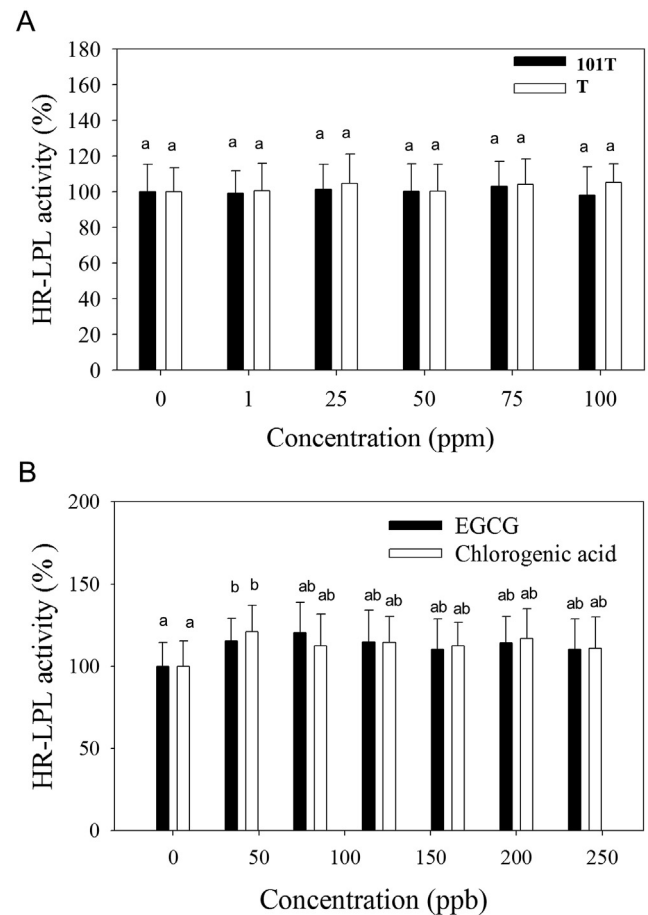 A
180
160
140
120
100
80
60
40
20
0
HR-LPL activity (%)
101T
T
a a a a a a a a a a a a
0 1 25 50 75 100
Concentration (ppm)
B
200
150
100
50
0
HR-LPL activity (% )
EGCG
Chlorogenic acid
a a b b ab ab ab ab ab ab ab ab ab ab
0 50 100 150 200 250
Concentration (ppb)